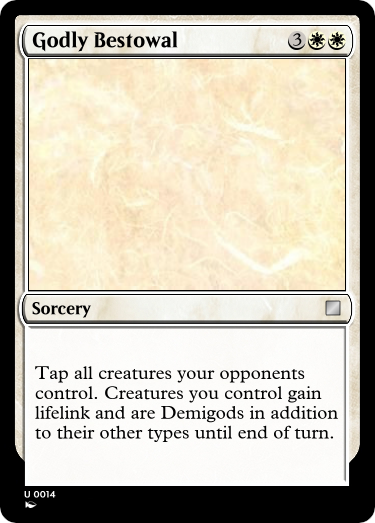 Godly Bestowal 3
Sorcery
Tap all creatures your opponents
control. Creatures you control gain
lifelink and are Demigods in addition
to their other types until end of turn.
U 0014